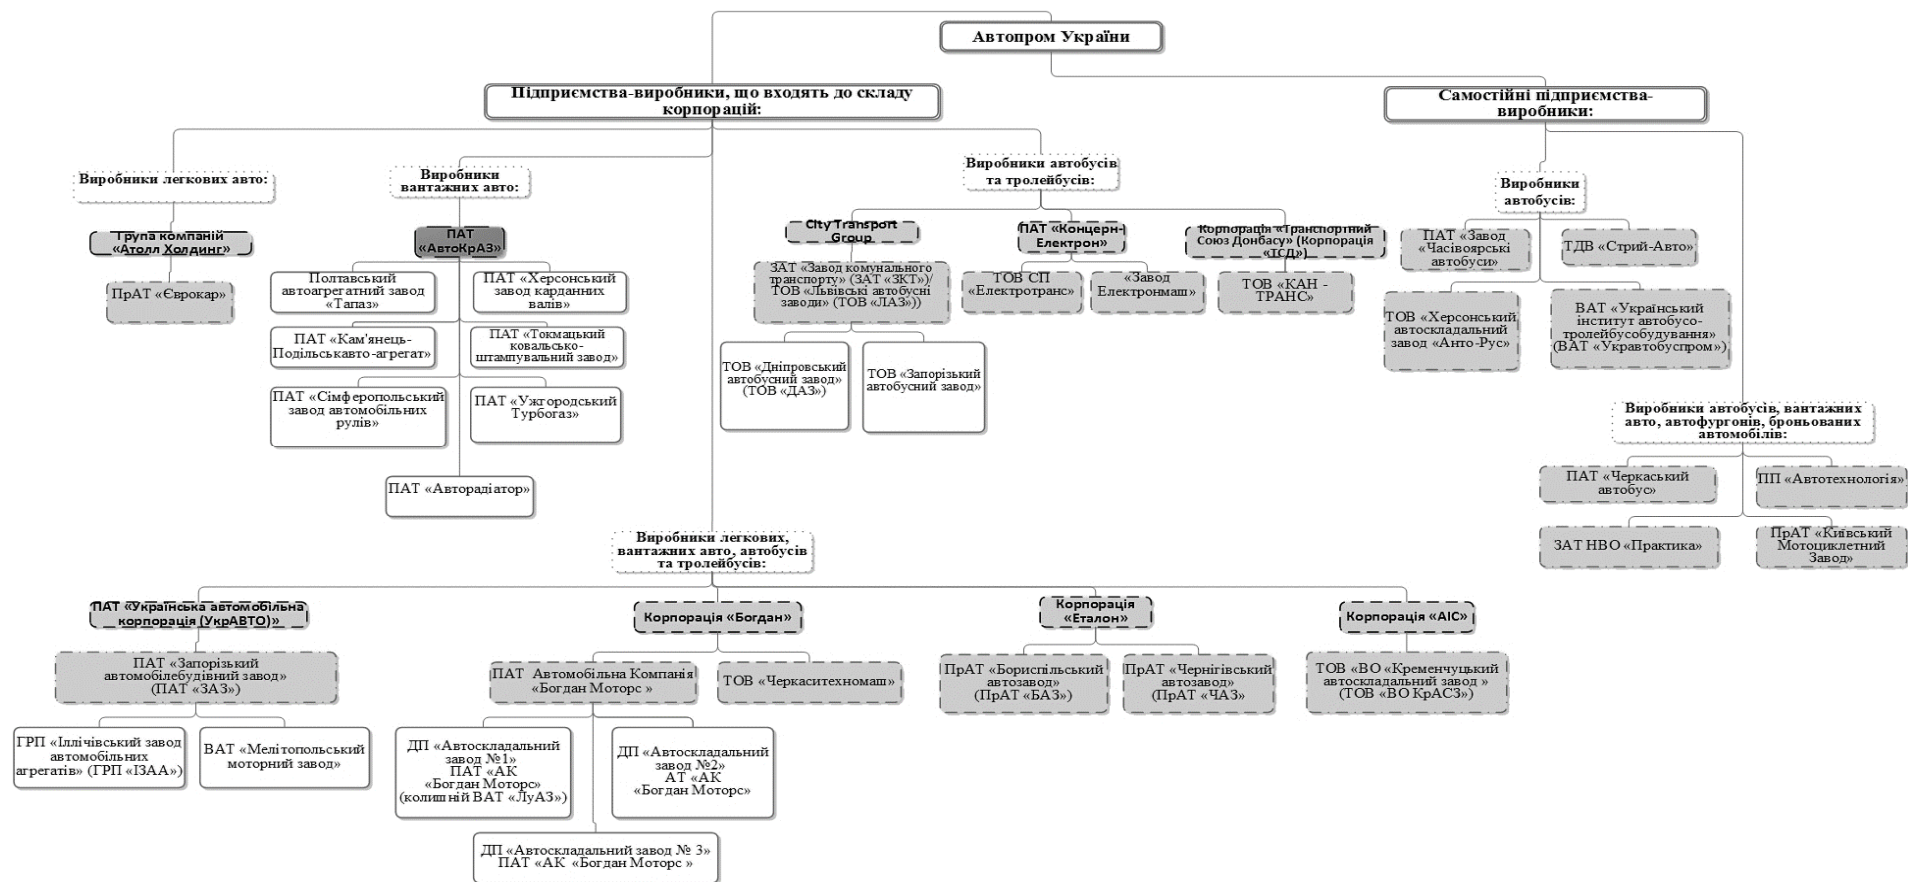 Автопром України
Підприємства-виробники, що входять до складу
корпорацій:
Самостійні підприємства-
виробники:
Виробники легкових авто:
Виробники
вантажних авто:
Виробники автобусів
та тролейбусів:
Виробники
автобусів:
Група компаній
«Атолл Холдинг»
ПАТ
«АвтоКрАЗ»
City Transport
Group
ПАТ «Концерн-
Електрон»
Корпорація «Транспортний
Союз Донбасу» (Корпорація
«ТСД»)
ПАТ «Завод
«Часівоярські
автобуси»
ТДВ «Стрий-Авто»
ПрАТ «Єврокар»
Полтавський
автоагрегатний завод
«Тапаз»
ПАТ «Херсонський
завод карданних
валів»
ЗАТ «Завод комунального
транспорту» (ЗАТ «ЗКТ»)/
ТОВ «Львівські автобусні
заводи» (ТОВ «ЛАЗ»))
ТОВ СП
«Електротранс»
«Завод
Електронмаш»
ТОВ «КАН -
ТРАНС»
ТОВ «Херсонський
автоскладальний
завод «Анто-Рус»
ВАТ «Український
інститут автобусо-
тролейбусобудування»
(ВАТ «Укравтобуспром»)
ПАТ «Кам'янець-
Подільськавто-агрегат»
ПАТ «Токмацький
ковальсько-
штампувальний завод»
ТОВ «Дніпровський
автобусний завод»
(ТОВ «ДАЗ»)
ТОВ «Запорізький
автобусний завод»
ПАТ «Сімферопольський
завод автомобільних
рулів»
ПАТ «Ужгородський
Турбогаз»
ПАТ «Авторадіатор»
Виробники автобусів, вантажних
авто, автофургонів, броньованих
автомобілів:
ПАТ «Черкаський
автобус»
ПП «Автотехнологія»
ЗАТ НВО «Практика»
ПрАТ «Київський
Мотоциклетний
Завод»
Виробники легкових,
вантажних авто, автобусів
та тролейбусів:
ПАТ «Українська автомобільна
корпорація (УкрАВТО)»
Корпорація «Богдан»
Корпорація
«Еталон»
Корпорація «АІС»
ПАТ «Запорізький
автомобілебудівний завод»
(ПАТ «ЗАЗ»)
ПАТ Автомобільна Компанія
«Богдан Моторс »
ТОВ «Черкаситехномаш»
ПрАТ «Бориспільський
автозавод»
(ПрАТ «БАЗ»)
ПрАТ «Чернігівський
автозавод»
(ПрАТ «ЧАЗ»
ТОВ «ВО «Кременчуцький
автоскладальний завод »
(ТОВ «ВО КрАСЗ»)
ГРП «Іллічівський завод
автомобільних
агрегатів» (ГРП «ІЗАА»)
ВАТ «Мелітопольський
моторний завод»
ДП «Автоскладальний
завод №1»
ПАТ «АК
«Богдан Моторс»
(колишній ВАТ «ЛуАЗ»)
ДП «Автоскладальний
завод №2»
АТ «АК
«Богдан Моторс»
ДП «Автоскладальний завод № 3»
ПАТ «АК «Богдан Моторс »